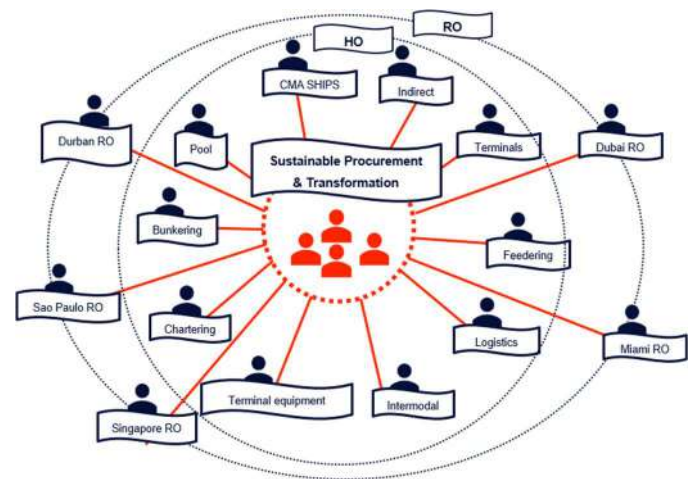 RO
HO
CMA SHIPS
Indirect
Durban RO
Pool
Sustainable Procurement
& Transformation
Terminals
Dubai RO
Bunkering
Feedering
Sao Paulo RO
Chartering
Logistics
Miami RO
Terminal equipment
Intermodal
Singapore RO